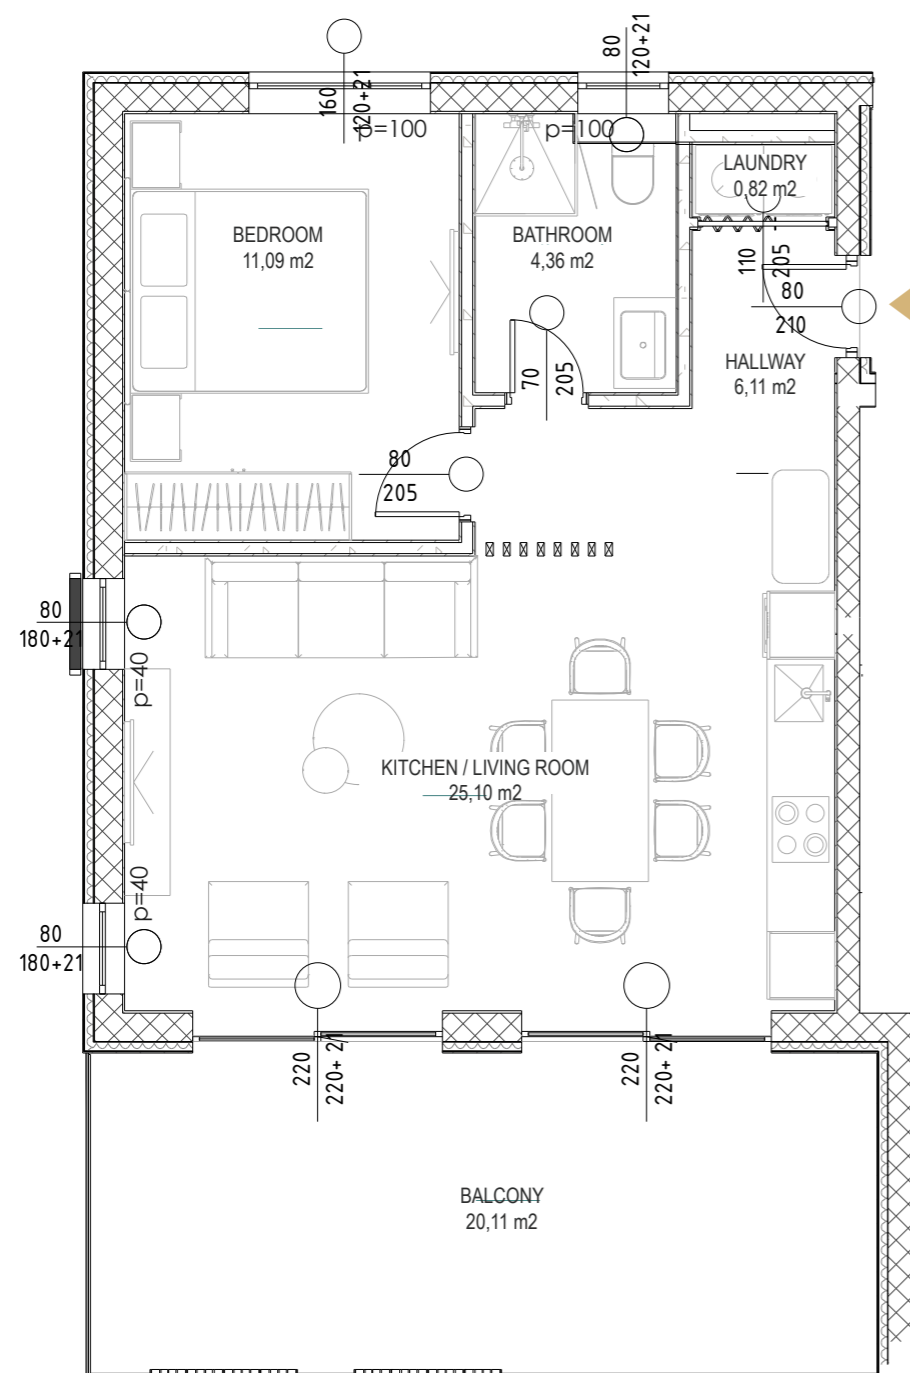 160
120+21
p=100
80
120+21
p=100
LAUNDRY
0,82 m2
BEDROOM
11,09 m2
BATHROOM
4,36 m2
110
205
80
210
HALLWAY
6,11 m2
70
205
80
205
80
180+21
p=40
KITCHEN / LIVING ROOM
25,10 m2
p=40
80
180+21
220
220+ 21
220
220+ 21
BALCONY
20,11 m2